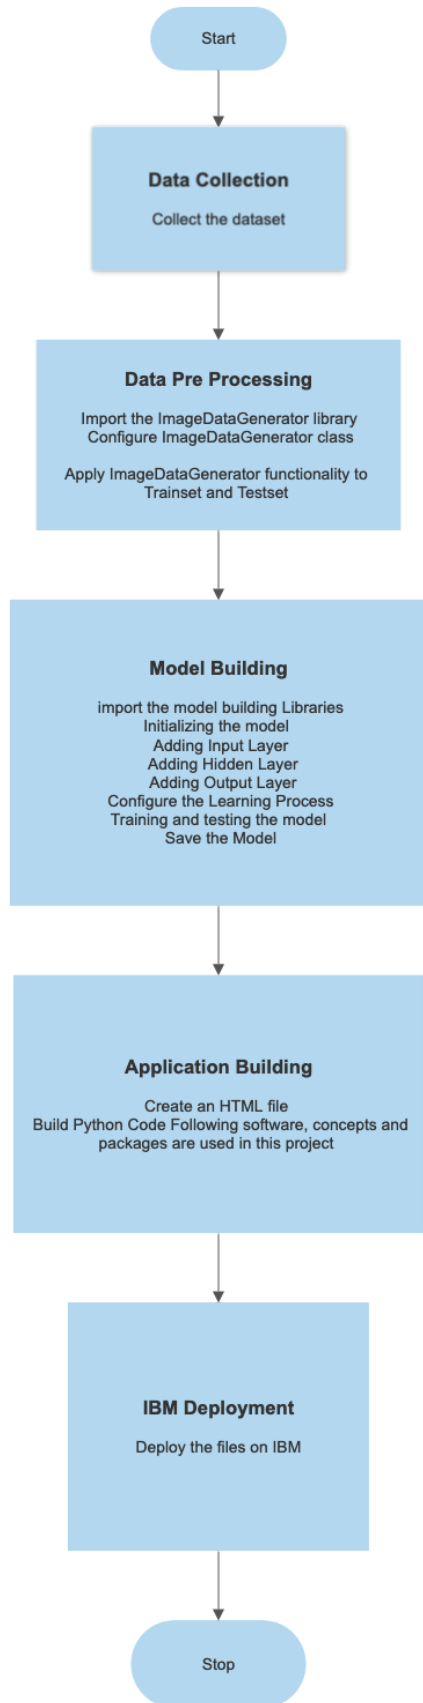 Start
Data Collection
Collect the dataset
Data Pre Processing
Import the ImageDataGenerator library
Configure ImageDataGenerator class
Apply ImageDataGenerator functionality to
Trainset and Testset
Model Building
import the model building Libraries
Initializing the model
Adding Input Layer
Adding Hidden Layer
Adding Output Layer
Configure the Learning Process
Training and testing the model
Save the Model
Application Building
Create an HTML file
Build Python Code Following software, concepts and
packages are used in this project
IBM Deployment
Deploy the files on IBM
Stop